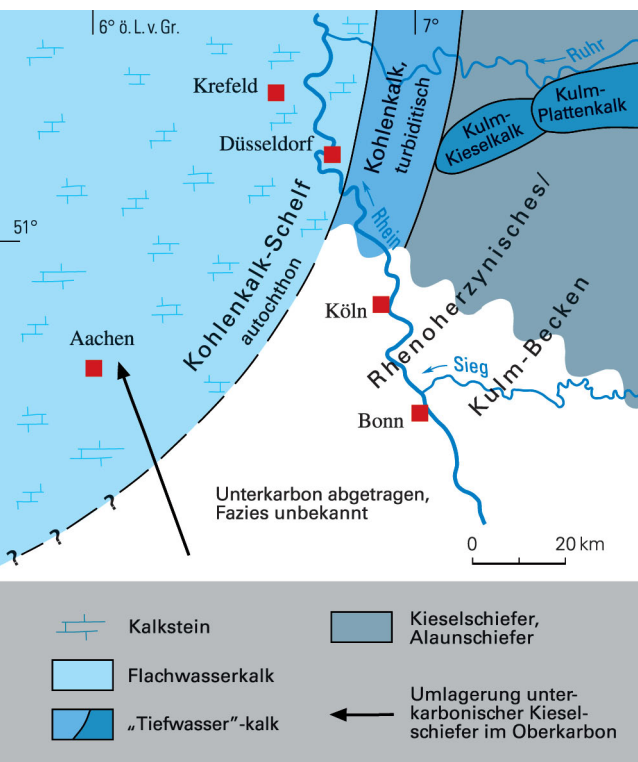 6° ö. L. v. Gr.
7°
Ruhr
Krefeld
Kohlenkalk,
turbiditisch
Kulm-
Plattenkalk
Kulm-
Kieselkalk
Düsseldorf
Rhein
51°
Kohlenkalk-Schelf
autochthon
Rhenoherzynisches/
Kulm-Becken
Köln
Aachen
Sieg
Bonn
Unterkarbon abgetragen,
Fazies unbekannt
?
?
?
0 20 km
Kalkstein
Kieselschiefer,
Alaunschiefer
Flachwasserkalk
„Tiefwasser”-kalk
Umlagerung unter-
karbonischer Kiesel-
schiefer im Oberkarbon